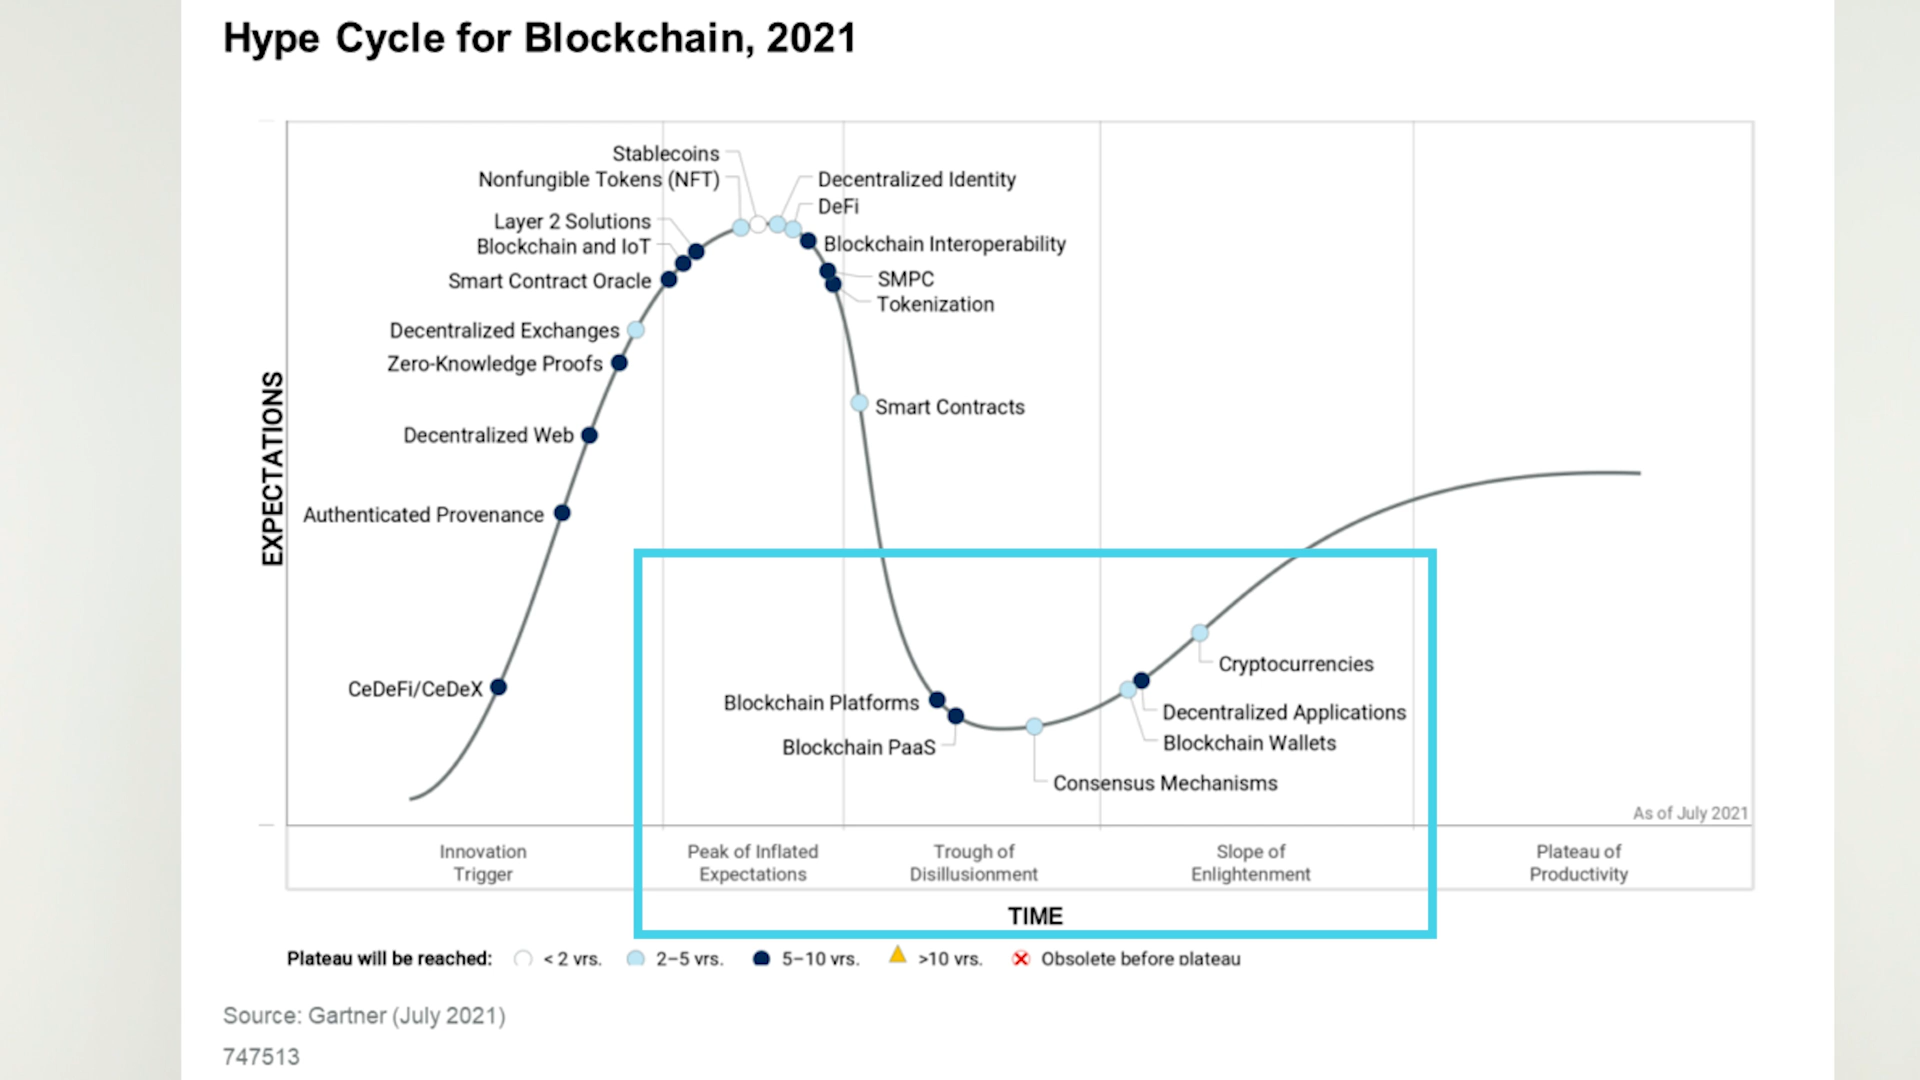 Hype Cycle for Blockchain, 2021
Stablecoins
Nonfungible Tokens (NFT)
Decentralized Identity
DeFi
Layer 2 Solutions
Blockchain and IoT
Blockchain Interoperability
Smart Contract Oracle
SMPC
Tokenization
Decentralized Exchanges
Zero-Knowledge Proofs
Smart Contracts
Decentralized Web
Authenticated Provenance
EXPECTATIONS
CeDeFi/CeDeX
Cryptocurrencies
Blockchain Platforms
Decentralized Applications
Blockchain PaaS
Blockchain Wallets
Consensus Mechanisms
As of July 2021
Innovation
Trigger
Peak of Inflated
Expectations
Trough of
Disillusionment
Slope of
Enlightenment
Plateau of
Productivity
TIME
Plateau will be reached: < 2 yrs. 2–5 yrs. 5–10 yrs. >10 yrs. Obsolete before plateau
Source: Gartner (July 2021)
747513